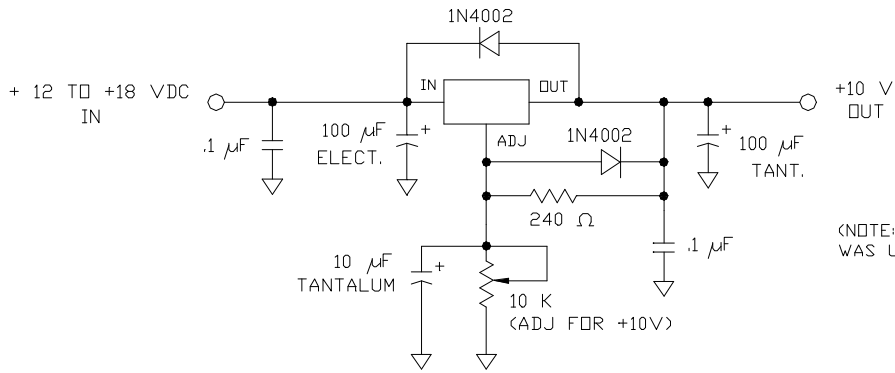 1N4002
+ 12 TO +18 VDC
IN
IN
OUT
+10 V
OUT
.1 µF
100 µF
ELECT.
+
ADJ
1N4002
+
100 µF
TANT.
240 Ω
.1 µF
(NOTE:
WAS
10 µF
TANTALUM
+
10 K
(ADJ FOR +10V)